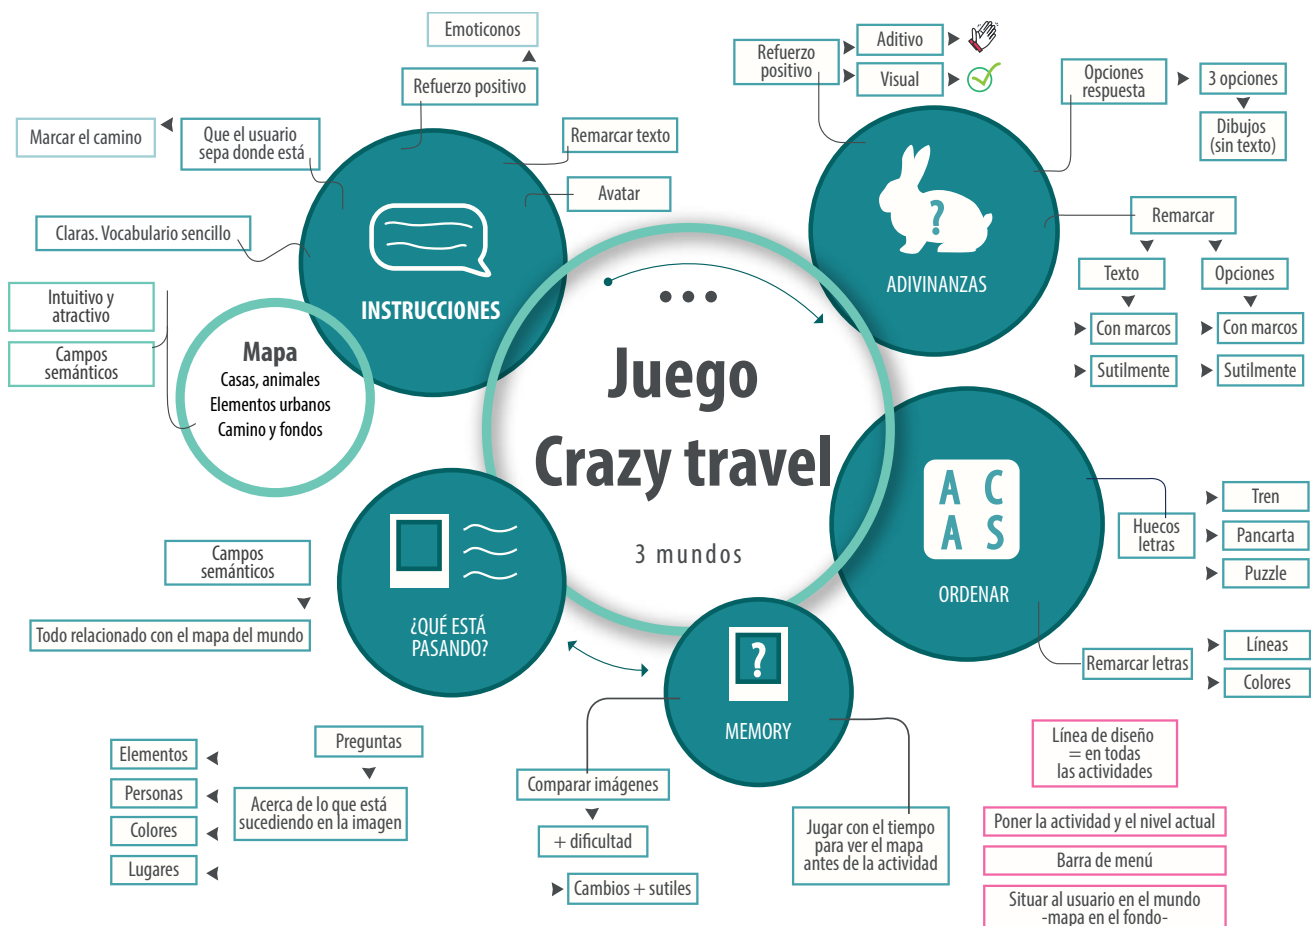 Emoticonos
Refuerzo positivo
Marcar el camino
Que el usuario
sepa donde está
Remarcar texto
Avatar
Claras. Vocabulario sencillo
INSTRUCCIONES
Intuitivo y
atractivo
Campos
semánticos
Mapa
Casas, animales
Elementos urbanos
Camino y fondos
Refuerzo
positivo
Aditivo
Visual
Opciones
respuesta
3 opciones
Dibujos
(sin texto)
?
ADIVINANZAS
Remarcar
Texto
Opciones
Con marcos
Con marcos
Sutilmente
Sutilmente
Juego
Crazy travel
3 mundos
A C
A S
ORDENAR
Huecos
letras
Tren
Pancarta
Puzzle
Remarcar letras
Líneas
Colores
¿QUÉ ESTÁ
PASANDO?
Campos
semánticos
Todo relacionado con el mapa del mundo
Preguntas
Acerca de lo que está
sucediendo en la imagen
Elementos
Personas
Colores
Lugares
?
MEMORY
Comparar imágenes
+ dificultad
Cambios + sutiles
Jugar con el tiempo
para ver el mapa
antes de la actividad
Línea de diseño
= en todas
las actividades
Poner la actividad y el nivel actual
Barra de menú
Situar al usuario en el mundo
-mapa en el fondo-